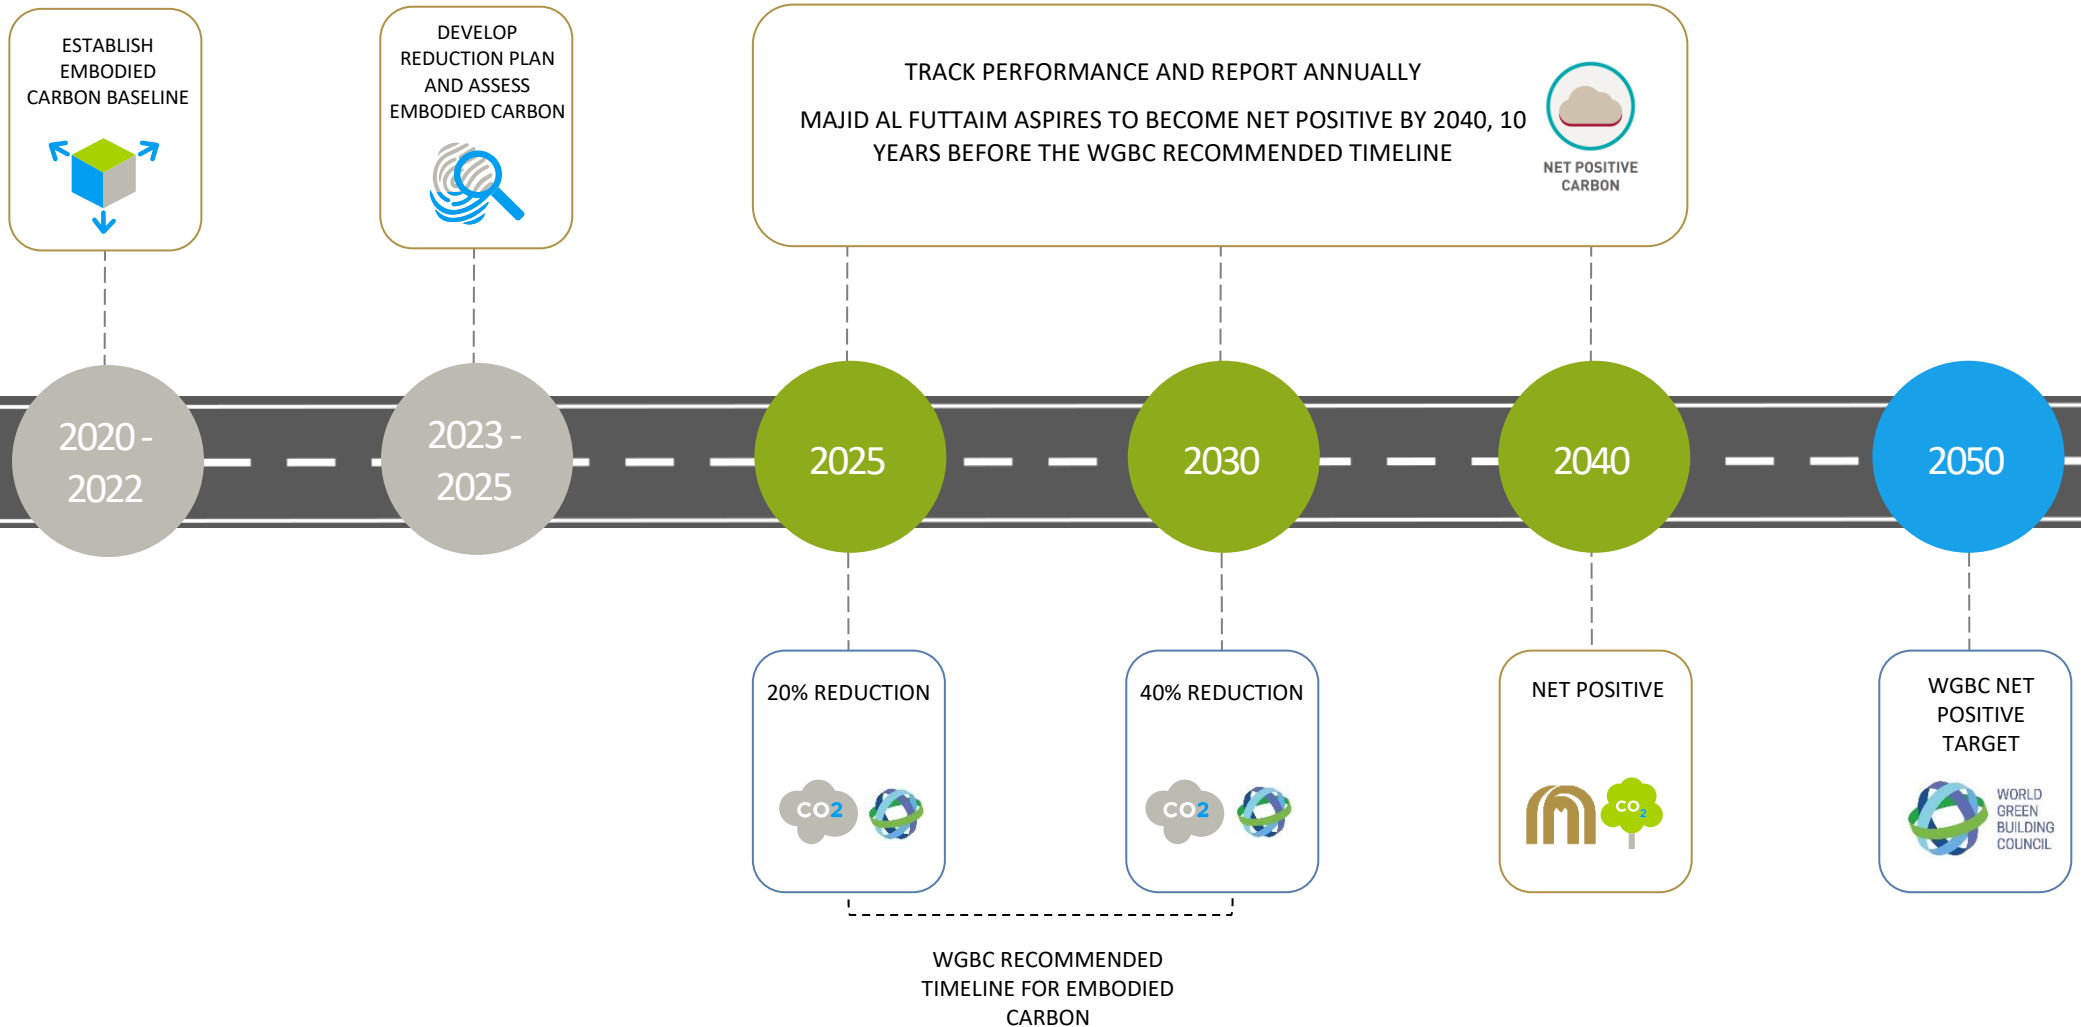 ESTABLISH
EMBODIED
CARBON BASELINE
DEVELOP
REDUCTION PLAN
AND ASSESS
EMBODIED CARBON
TRACK PERFORMANCE AND REPORT ANNUALLY
MAJID AL FUTTAIM ASPIRES TO BECOME NET POSITIVE BY 2040, 10
YEARS BEFORE THE WGBC RECOMMENDED TIMELINE
NET POSITIVE
CARBON
2020 -
2022
2023 -
2025
2025
2030
2040
2050
20% REDUCTION
CO2
40% REDUCTION
CO2
NET POSITIVE
CO2
WGBC NET
POSITIVE
TARGET
WORLD
GREEN
BUILDING
COUNCIL
WGBC RECOMMENDED
TIMELINE FOR EMBODIED
CARBON